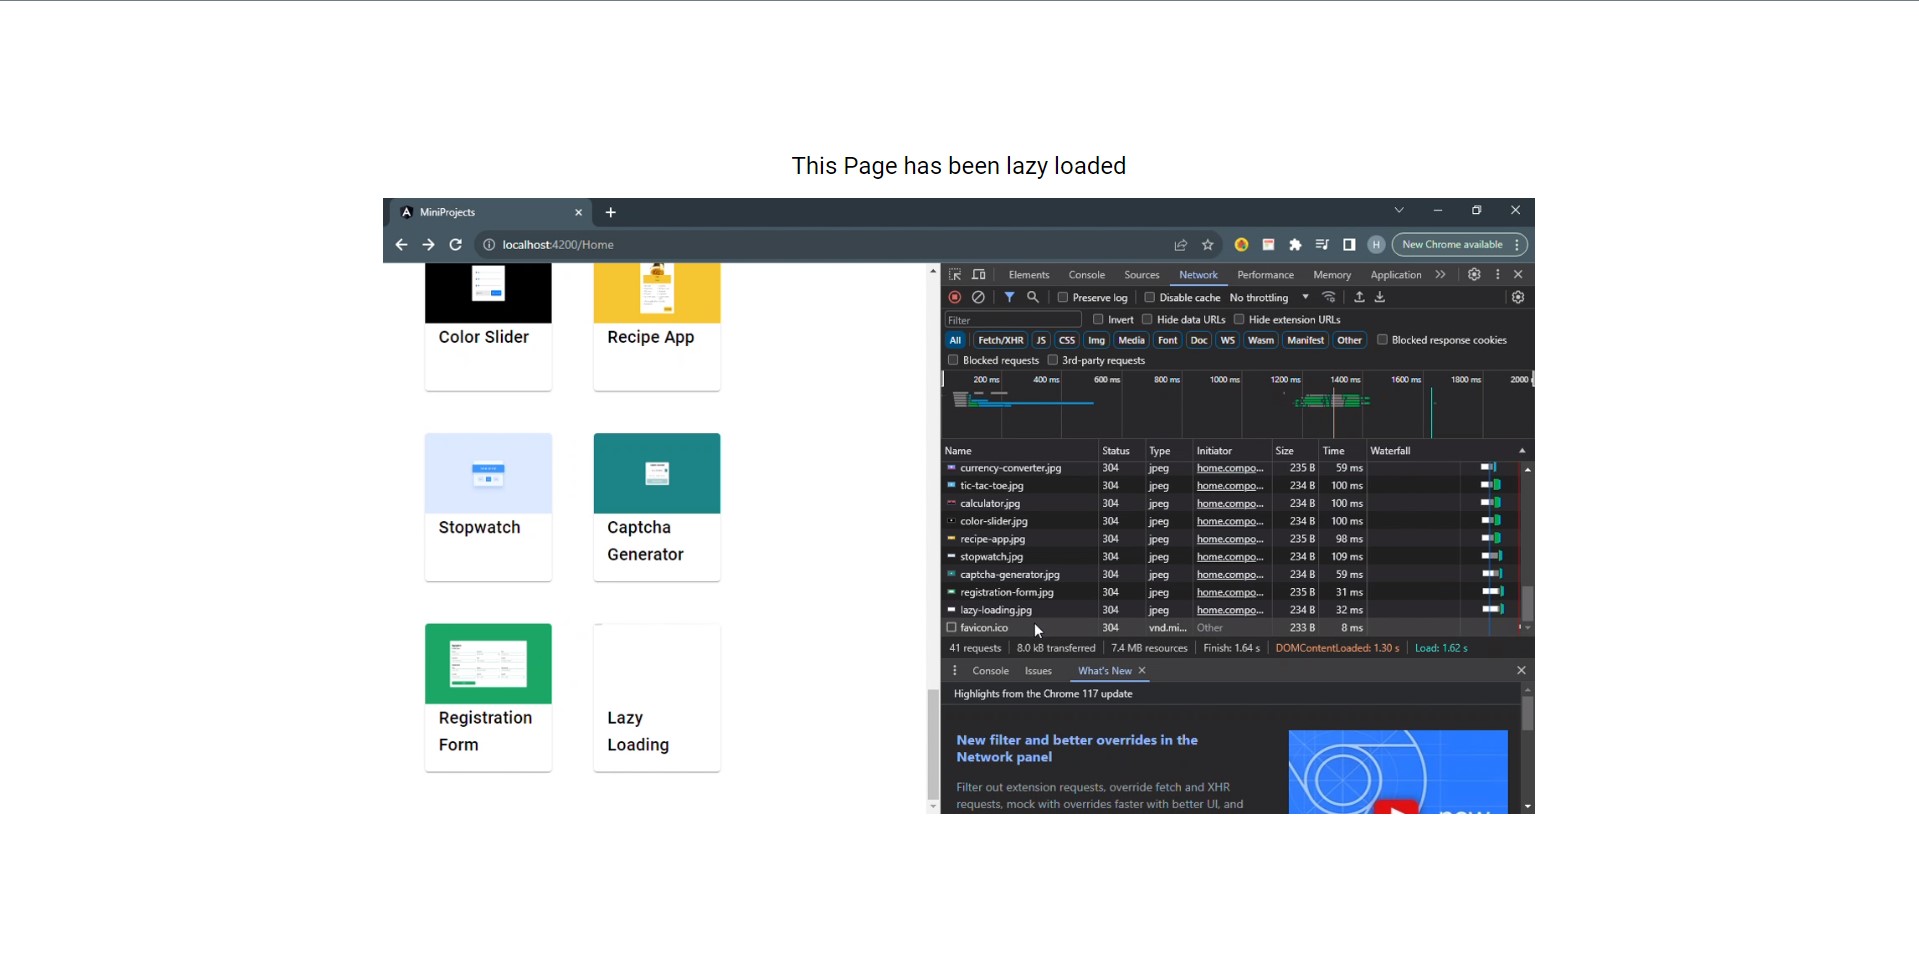 This Page has been lazy loaded
MiniProjects
localhost:4200/Home
H
New Chrome available
Color Slider
Recipe App
Stopwatch
Captcha
Generator
Registration
Form
Lazy
Loading
Elements Console Sources Network Performance Memory Application
Preserve log Disable cache No throttling
Filter Invert Hide data URLs Hide extension URLs
All Fetch/XHR JS CSS Img Media Font Doc WS Wasm Manifest Other Blocked response cookies
Blocked requests 3rd-party requests
200 ms 400 ms 600 ms 800 ms 1000 ms 1200 ms 1400 ms 1600 ms 1800 ms 2000
Name Status Type Initiator Size Time Waterfall
currency-converter.jpg 304 jpeg home.compo... 235 B 59 ms
tic-tac-toe.jpg 304 jpeg home.compo... 234 B 100 ms
calculator.jpg 304 jpeg home.compo... 234 B 100 ms
color-slider.jpg 304 jpeg home.compo... 234 B 100 ms
recipe-app.jpg 304 jpeg home.compo... 235 B 98 ms
stopwatch.jpg 304 jpeg home.compo... 234 B 109 ms
captcha-generator.jpg 304 jpeg home.compo... 234 B 59 ms
registration-form.jpg 304 jpeg home.compo... 235 B 31 ms
lazy-loading.jpg 304 jpeg home.compo... 234 B 32 ms
favicon.ico 304 vnd.mi... Other 233 B 8 ms
41 requests 8.0 kB transferred 7.4 MB resources Finish: 1.64 s DOMContentLoaded: 1.30 s Load: 1.62 s
Console Issues What's New
Highlights from the Chrome 117 update
New filter and better overrides in the
Network panel
Filter out extension requests, override fetch and XHR
requests, mock with overrides faster with better UI, and